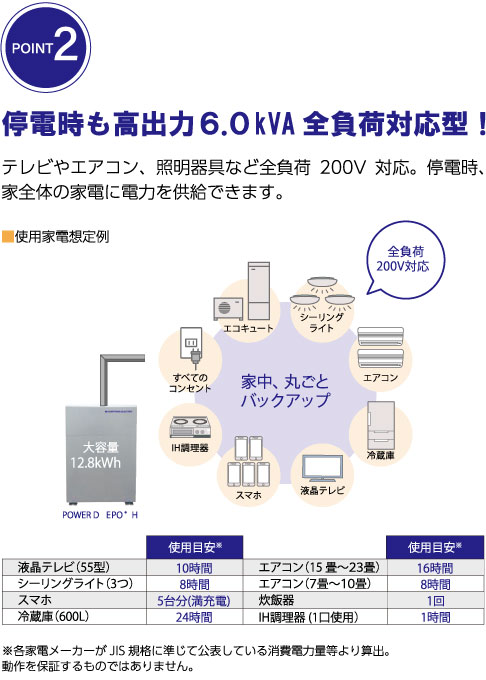 POINT 2
停電時も高出力6.0kVA 全負荷対応型！
テレビやエアコン、照明器具など全負荷 200V 対応。停電時、
家全体の家電に電力を供給できます。
■使用家電想定例
全負荷
200V対応
エコキュート
シーリング
ライト
すべての
コンセント
エアコン
家中、丸ごと
バックアップ
IH調理器
冷蔵庫
スマホ
液晶テレビ
大容量
12.8kWh
POWER DEPO® H
使用目安※ 使用目安※
液晶テレビ（55型） 10時間 エアコン（15畳～23畳） 16時間
シーリングライト（3つ） 8時間 エアコン（7畳～10畳） 8時間
スマホ 5台分(満充電) 炊飯器 1回
冷蔵庫（600L） 24時間 IH調理器（1口使用） 1時間
※各家電メーカーが JIS 規格に準じて公表している消費電力量等より算出。
動作を保証するものではありません。